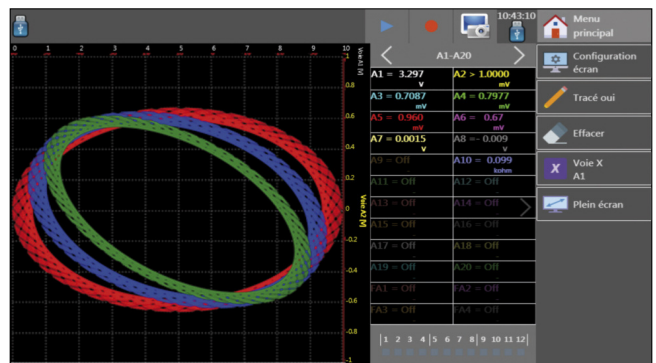 10:43:10
Menu principal
0 1 2 3 4 5 6 7 8 9 10
Voie A1 [V]
1
0.8
0.6
0.4
0.2
0
-0.2
-0.4
-0.6
-0.8
-1
Voie A2 [V]
A1-A20
A1 = 3.297 V
A2 > 1.0000 mV
A3 = 0.7087 mV
A4 = 0.7977 mV
A5 = 0.960 mV
A6 = 0.67 mV
A7 = 0.0015 V
A8 =- 0.009 V
A9 = Off
A10 = 0.099 kohm
A11 = Off
A12 = Off
A13 = Off
A14 = Off
A15 = Off
A16 = Off
A17 = Off
A18 = Off
A19 = Off
A20 = Off
FA1 = Off
FA2 = Off
FA3 = Off
FA4 = Off
|1 2 3 4|5 6 7 8|9 10 11 12|
Configuration
écran
Tracé oui
Effacer
X
Voie X
A1
Plein écran